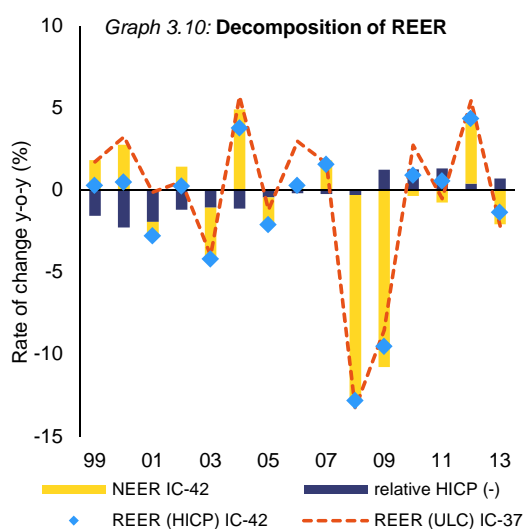 Graph 3.10: Decomposition of REER
Rate of change y-o-y (%)
10
5
0
-5
-10
-15
99 01 03 05 07 09 11 13
NEER IC-42 relative HICP (-)
REER (HICP) IC-42 REER (ULC) IC-37